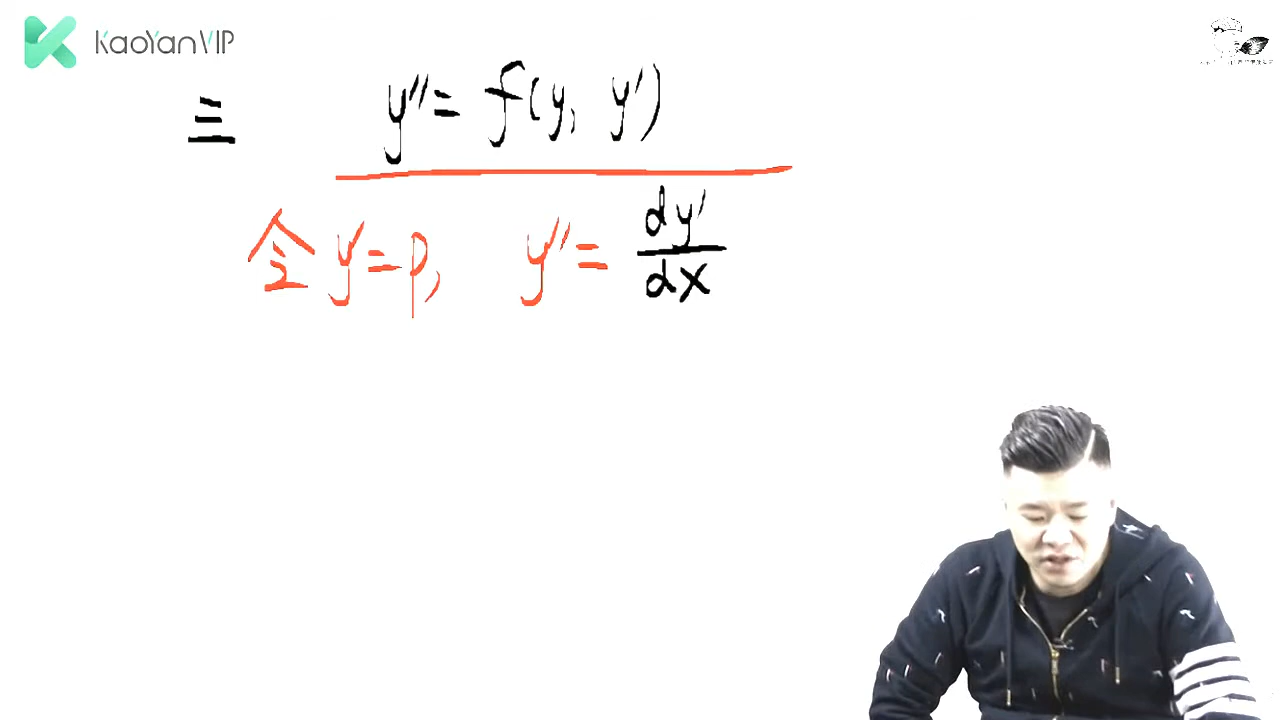 KaoYanVIP
三 y''= f(y, y')
令 y'=p, y''= dy'/dx